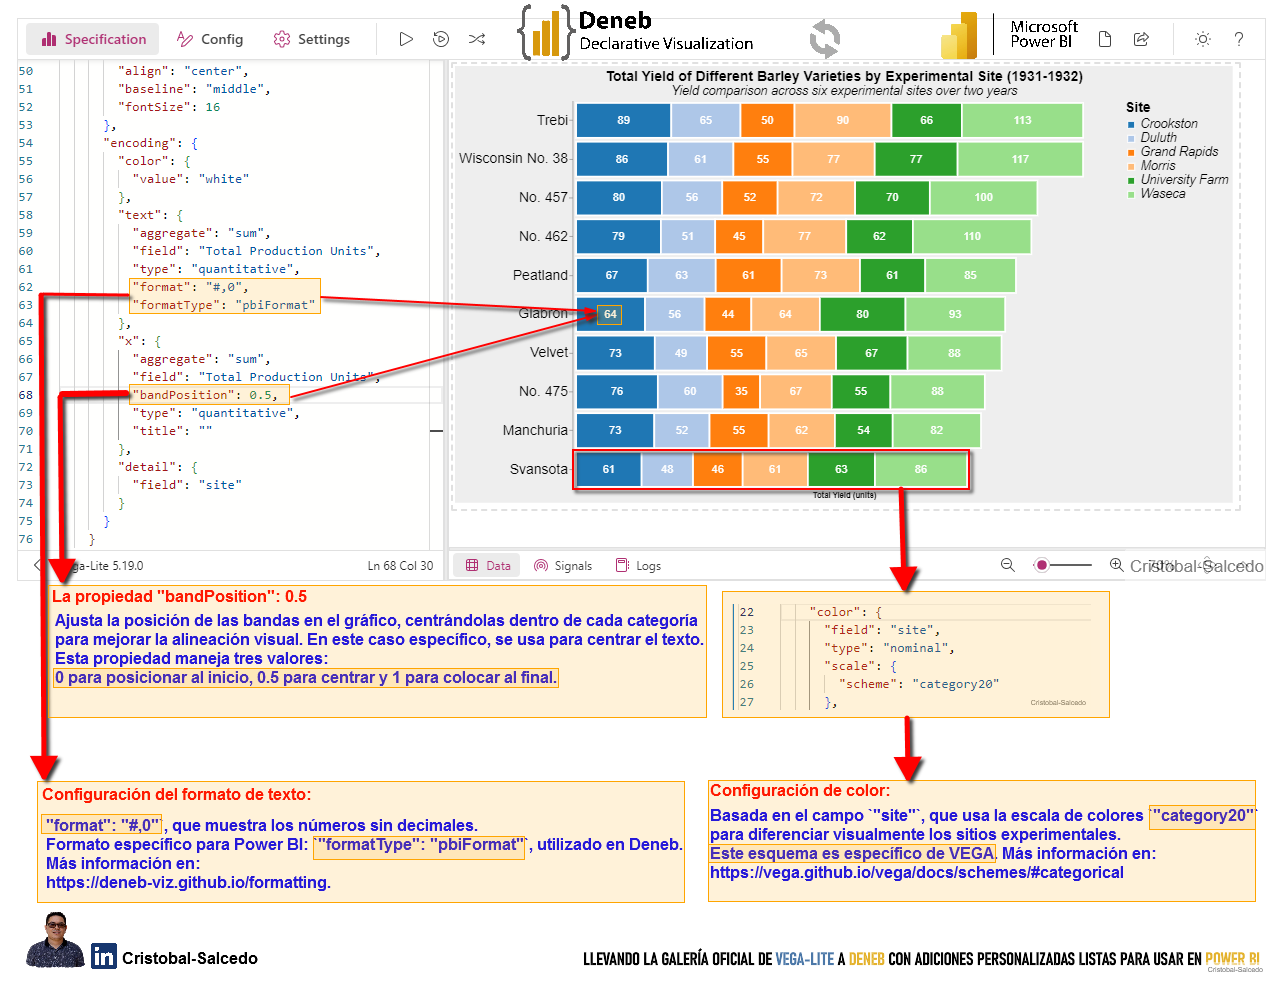 Specification
Config
Settings
Deneb
Declarative Visualization
Microsoft
Power BI
?
50 "align": "center",
51 "baseline": "middle",
52 "fontSize": 16
53 },
54 "encoding": {
55 "color": {
56 "value": "white"
57 },
58 "text": {
59 "aggregate": "sum",
60 "field": "Total Production Units",
61 "type": "quantitative",
62 "format": "#,0",
63 "formatType": "pbiFormat"
64 },
65 "x": {
66 "aggregate": "sum",
67 "field": "Total Production Units",
68 "bandPosition": 0.5,
69 "type": "quantitative",
70 "title": ""
71 },
72 "detail": {
73 "field": "site"
74 }
75 }
76 }
ga-Lite 5.19.0
Ln 68 Col 30
Total Yield of Different Barley Varieties by Experimental Site (1931-1932)
Yield comparison across six experimental sites over two years
Trebi 89 65 50 90 66 113
Wisconsin No. 38 86 61 55 77 77 117
No. 457 80 56 52 72 70 100
No. 462 79 51 45 77 62 110
Peatland 67 63 61 73 61 85
Glabron 64 56 44 64 80 93
Velvet 73 49 55 65 67 88
No. 475 76 60 35 67 55 88
Manchuria 73 52 55 62 54 82
Svansota 61 48 46 61 63 86
Total Yield (units)
Site
Crookston
Duluth
Grand Rapids
Morris
University Farm
Waseca
Data
Signals
Logs
Cristobal-Salcedo
La propiedad "bandPosition": 0.5
Ajusta la posición de las bandas en el gráfico, centrándolas dentro de cada categoría
para mejorar la alineación visual. En este caso específico, se usa para centrar el texto.
Esta propiedad maneja tres valores:
0 para posicionar al inicio, 0.5 para centrar y 1 para colocar al final.
22 "color": {
23 "field": "site",
24 "type": "nominal",
25 "scale": {
26 "scheme": "category20"
27 },
Cristobal-Salcedo
Configuración del formato de texto:
`"format": "#,0"`, que muestra los números sin decimales.
Formato específico para Power BI: `"formatType": "pbiFormat"`, utilizado en Deneb.
Más información en:
https://deneb-viz.github.io/formatting.
Configuración de color:
Basada en el campo `"site"`, que usa la escala de colores `"category20"`
para diferenciar visualmente los sitios experimentales.
Este esquema es específico de VEGA. Más información en:
https://vega.github.io/vega/docs/schemes/#categorical
in Cristobal-Salcedo
LLEVANDO LA GALERÍA OFICIAL DE VEGA-LITE A DENEB CON ADICIONES PERSONALIZADAS LISTAS PARA USAR EN POWER BI
Cristobal-Salcedo